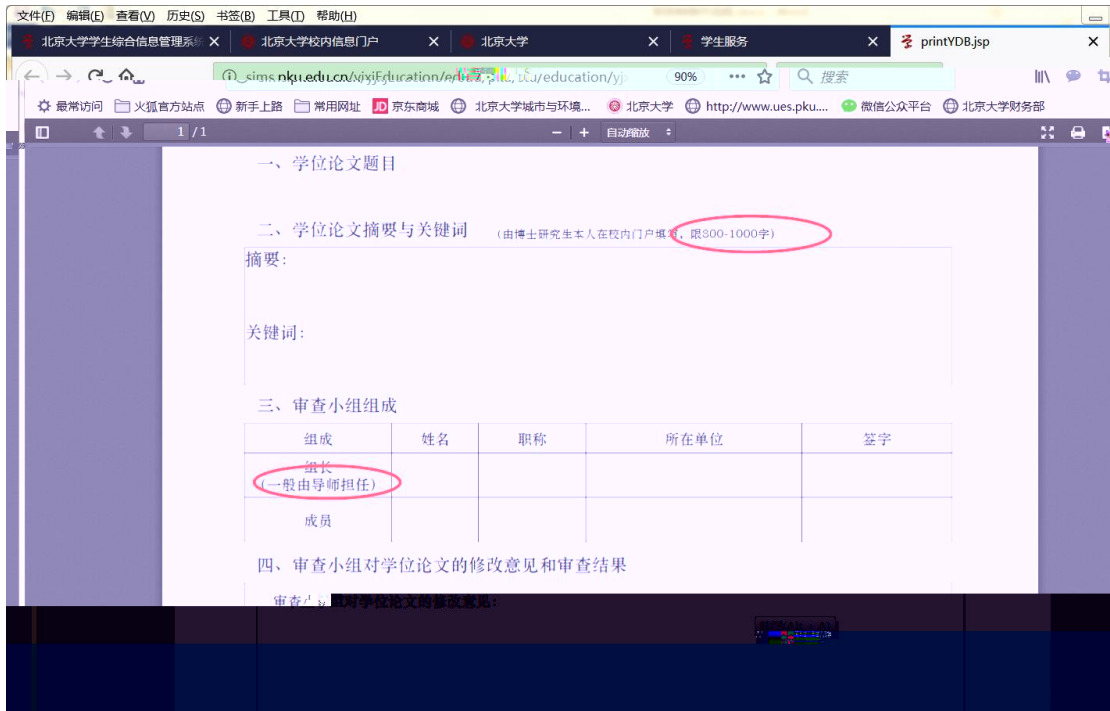 文件(F) 编辑(E) 查看(V) 历史(S) 书签(B) 工具(T) 帮助(H)
北京大学学生综合信息管理系统 北京大学校内信息门户 北京大学 学生服务 printYDB.jsp
90% 搜索
最常访问 火狐官方站点 新手上路 常用网址 JD 京东商城 北京大学城市与环境... 北京大学 http://www.ues.pku.... 微信公众平台 北京大学财务部
1 / 1 自动缩放
一、学位论文题目
二、学位论文摘要与关键词 (由博士研究生本人在校内门户填写，限800-1000字)
摘要:
关键词:
三、审查小组组成
组成 姓名 职称 所在单位 签字
组长
(一般由导师担任)
成员
四、审查小组对学位论文的修改意见和审查结果
审查小组对学位论文的修改意见: